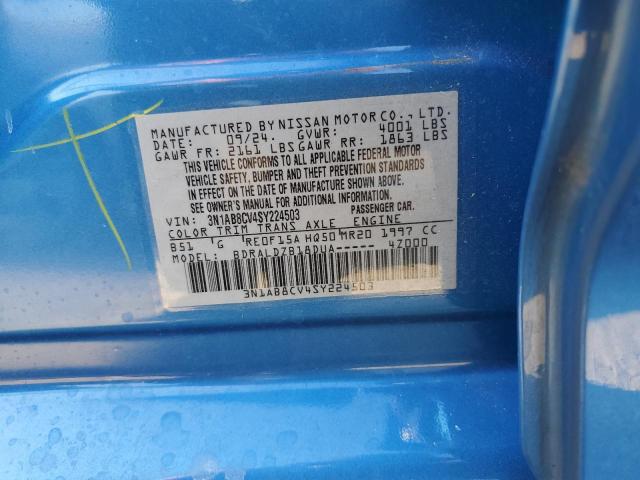 MANUFACTURED BY NISSAN MOTOR CO., LTD.
DATE: 09/24 GVWR: 4001 LBS
GAWR FR: 2161 LBS GAWR RR: 1863 LBS
THIS VEHICLE CONFORMS TO ALL APPLICABLE FEDERAL MOTOR
VEHICLE SAFETY, BUMPER AND THEFT PREVENTION STANDARDS
IN EFFECT ON THE DATE OF MANUFACTURE SHOWN ABOVE.
SEE OWNER'S MANUAL FOR ADDITIONAL INFORMATION.
VIN: 3N1AB8CV4SY224503 PASSENGER CAR
COLOR TRIM TRANS AXLE ENGINE
B51 G RE0F15A HQ50 MR20 1997 CC
MODEL: BDRALDZB18DUA----- 4Z000
3N1AB8CV4SY224503